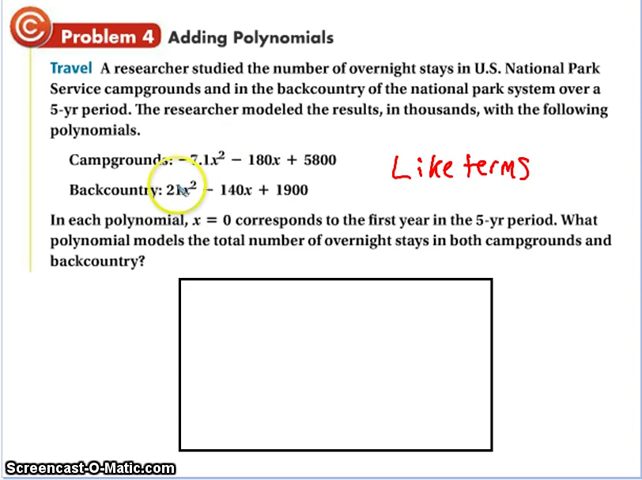 © Problem 4 Adding Polynomials
Travel A researcher studied the number of overnight stays in U.S. National Park
Service campgrounds and in the backcountry of the national park system over a
5-yr period. The researcher modeled the results, in thousands, with the following
polynomials.
Campgrounds: −7.1x² − 180x + 5800
Like terms
Backcountry: 21x² − 140x + 1900
In each polynomial, x = 0 corresponds to the first year in the 5-yr period. What
polynomial models the total number of overnight stays in both campgrounds and
backcountry?
Screencast-O-Matic.com